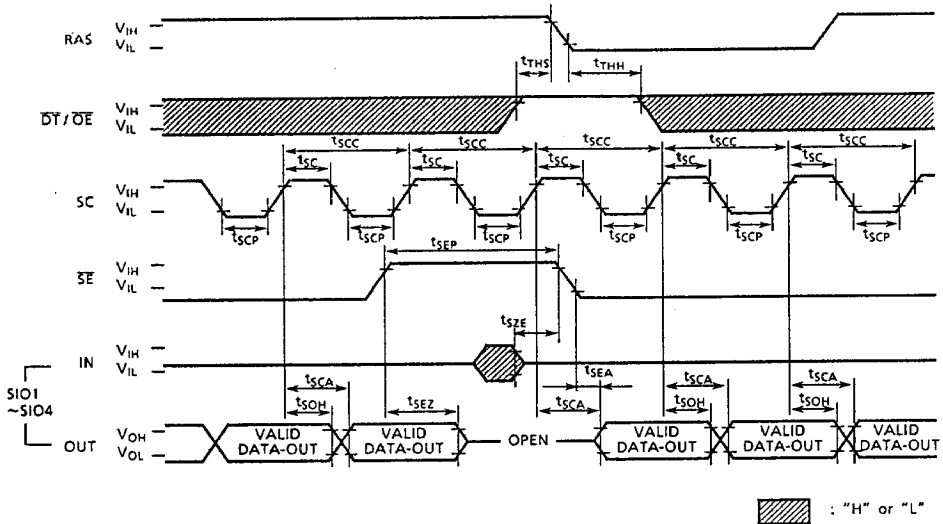 RAS VIH
VIL
tTHS tTHH
DT / OE VIH
VIL
tSCC tSCC tSCC tSCC tSCC
tSC tSC tSC tSC tSC
SC VIH
VIL
tSCP tSCP tSCP tSCP tSCP tSCP
tSEP
SE VIH
VIL
tSZE
IN VIH
VIL
SIO1
~SIO4
tSEA
tSCA tSCA tSCA tSCA
tSOH tSEZ tSOH tSOH
OUT VOH
VOL
VALID
DATA-OUT
VALID
DATA-OUT
OPEN
VALID
DATA-OUT
VALID
DATA-OUT
VALID
DATA-OUT
: "H" or "L"